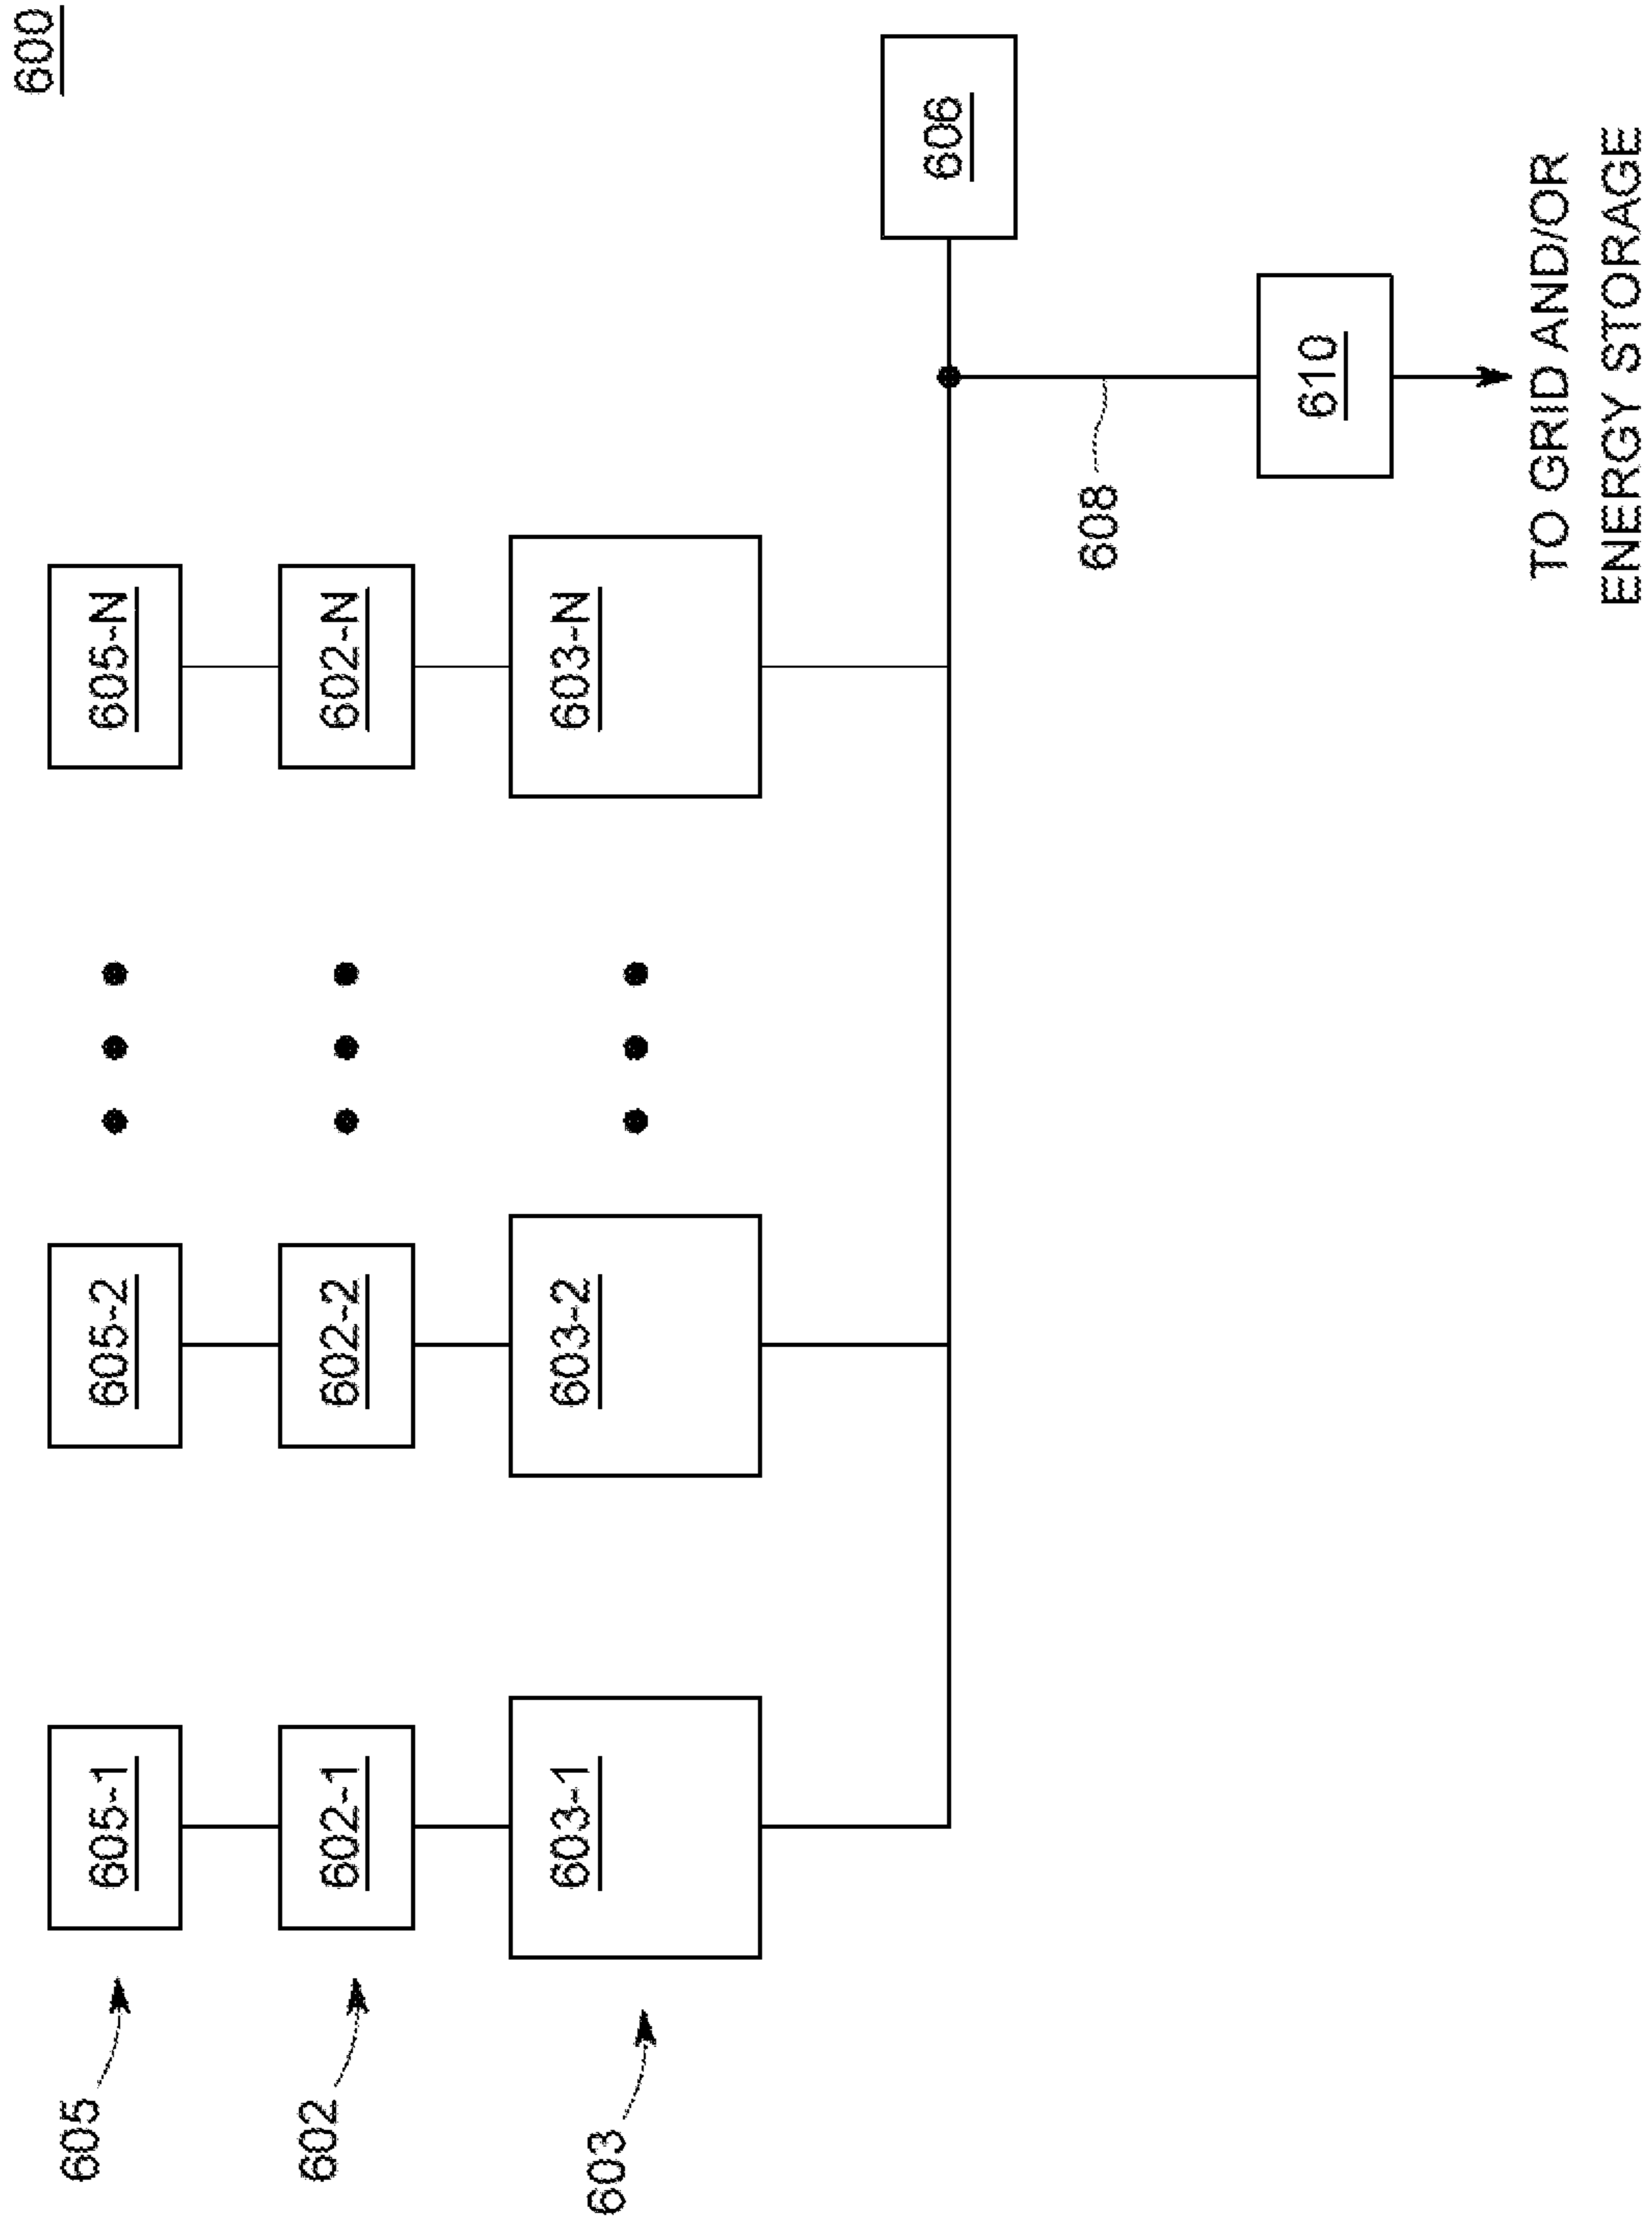 600
605
605-1
605-2
605-N
602
602-1
602-2
602-N
603
603-1
603-2
603-N
606
608
610
TO GRID AND/OR
ENERGY STORAGE